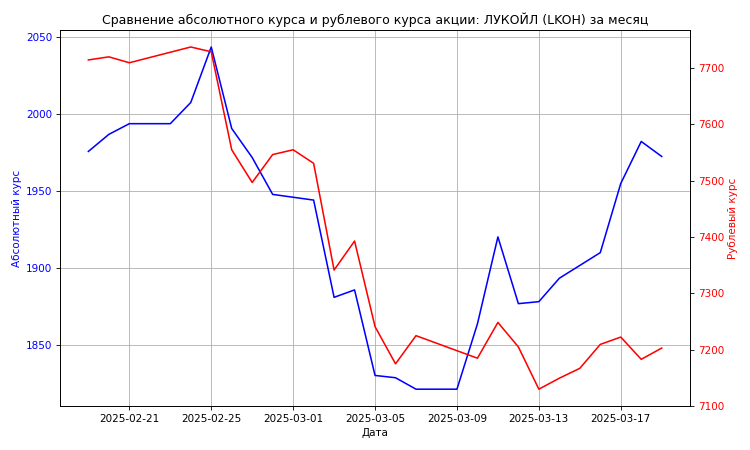 Сравнение абсолютного курса и рублевого курса акции: ЛУКОЙЛ (LKOH) за месяц
2050
2000
1950
1900
1850
Абсолютный курс
7700
7600
7500
7400
7300
7200
7100
Рублевый курс
2025-02-21 2025-02-25 2025-03-01 2025-03-05 2025-03-09 2025-03-13 2025-03-17
Дата